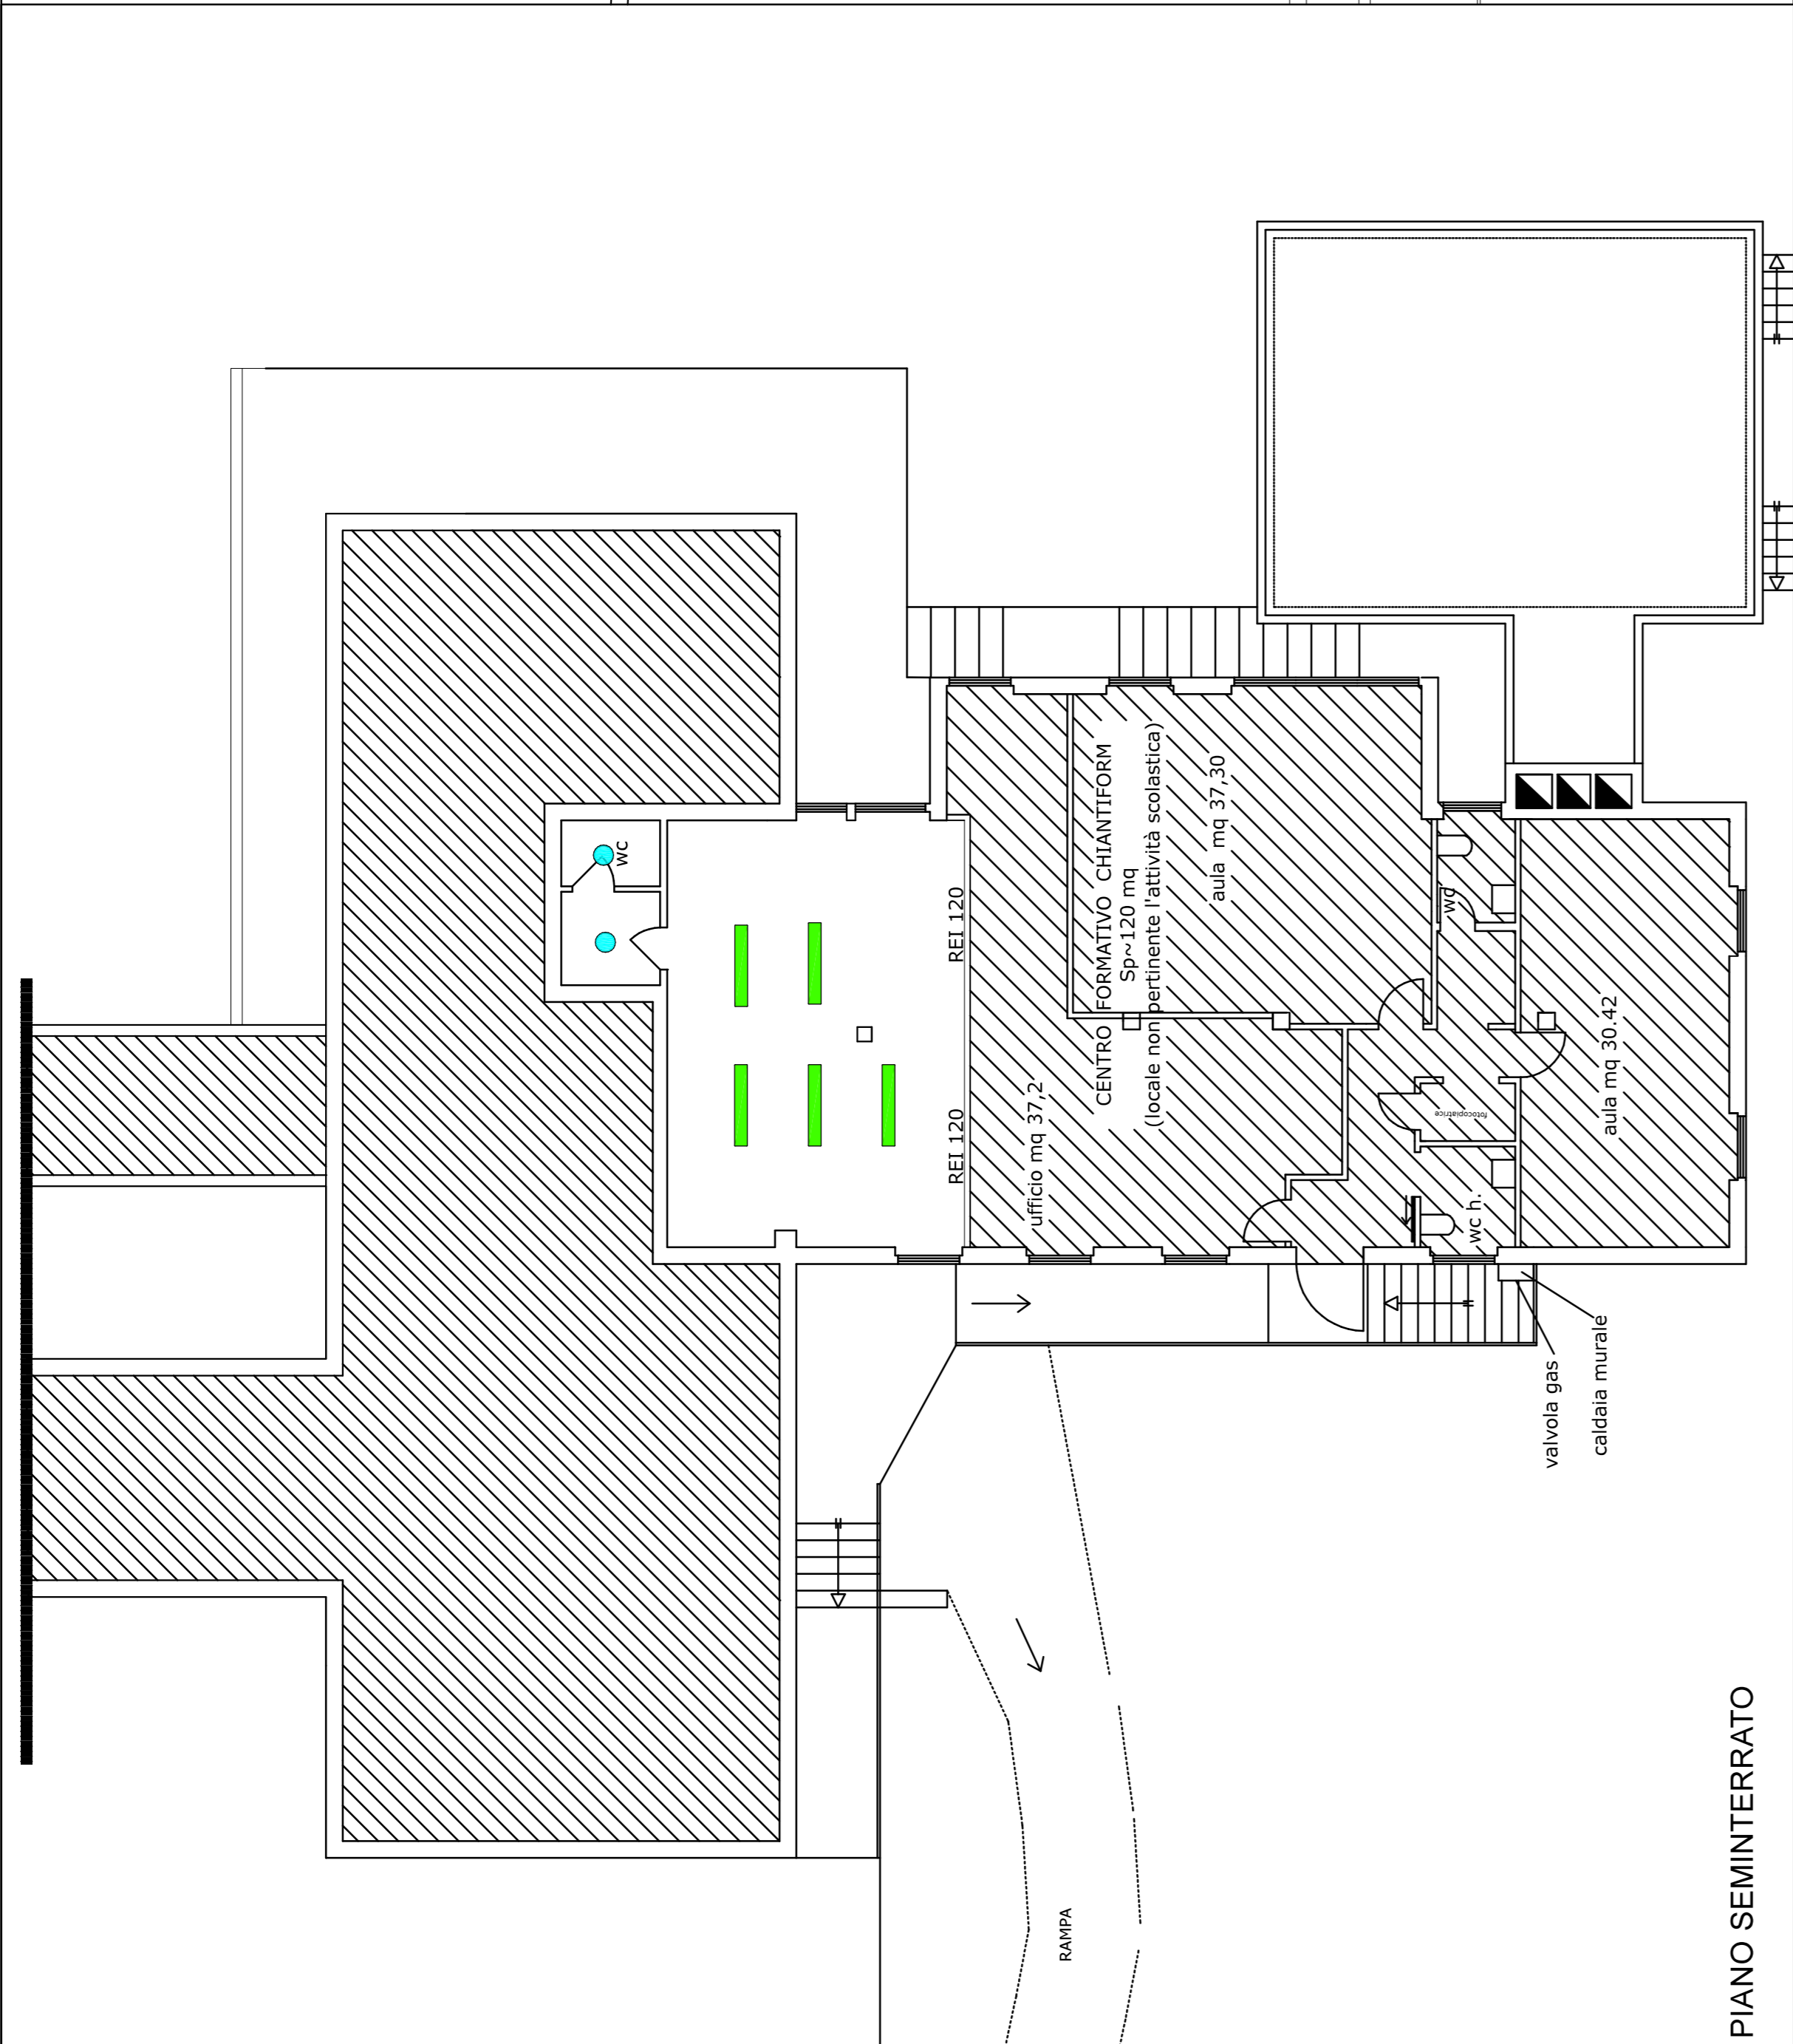 wc
REI 120
REI 120
ufficio mq 37,2
CENTRO FORMATIVO CHIANTIFORM
Sp~120 mq
(locale non pertinente l'attività scolastica)
aula mq 37,30
wc
fotocopiatrice
wc h.
aula mq 30.42
valvola gas
caldaia murale
RAMPA
PIANO SEMINTERRATO